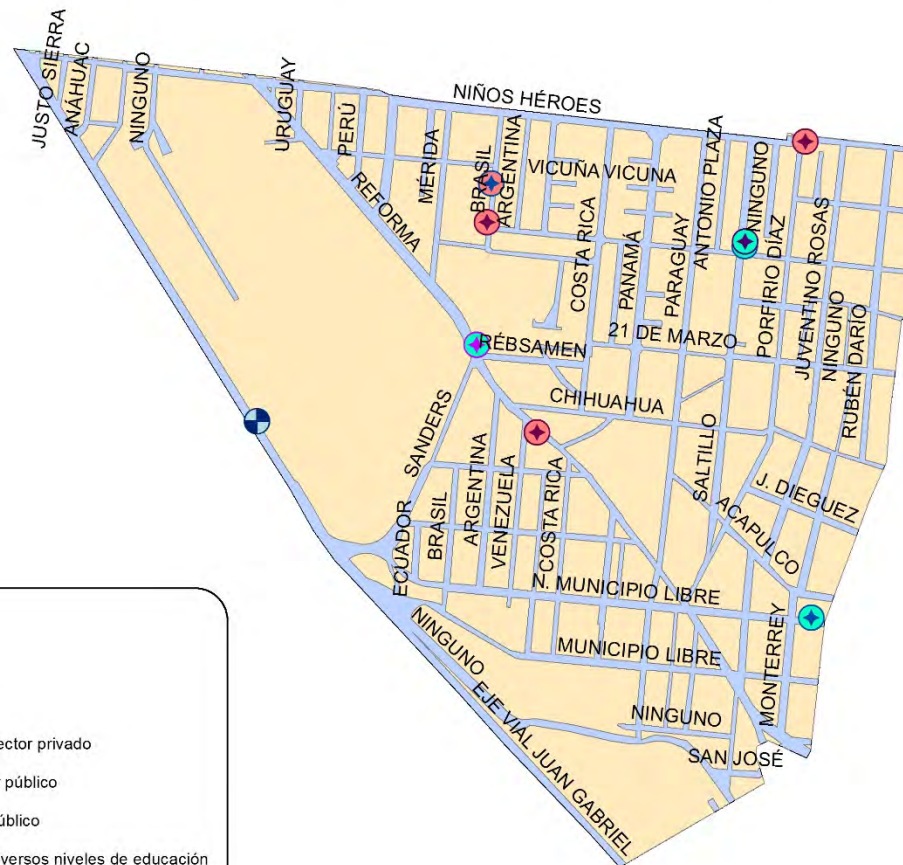 JUSTO SIERRA
ANÁHUAC
NINGUNO
URUGUAY
PERÚ
MÉRIDA
NIÑOS HÉROES
BRASIL
ARGENTINA
VICUÑA VICUNA
REFORMA
COSTA RICA
PANAMÁ
PARAGUAY
ANTONIO PLAZA
NINGUNO
PORFIRIO DÍAZ
JUVENTINO ROSAS
NINGUNO
RUBÉN DARÍO
RÉBSAMEN
21 DE MARZO
CHIHUAHUA
SANDERS
SALTILLO
J. DIEGUEZ
ACAPULCO
ECUADOR
BRASIL
ARGENTINA
VENEZUELA
COSTA RICA
N. MUNICIPIO LIBRE
MUNICIPIO LIBRE
MONTERREY
NINGUNO
NINGUNO
SAN JOSÉ
EJE VIAL JUAN GABRIEL
ector privado
público
úblico
versos niveles de educación